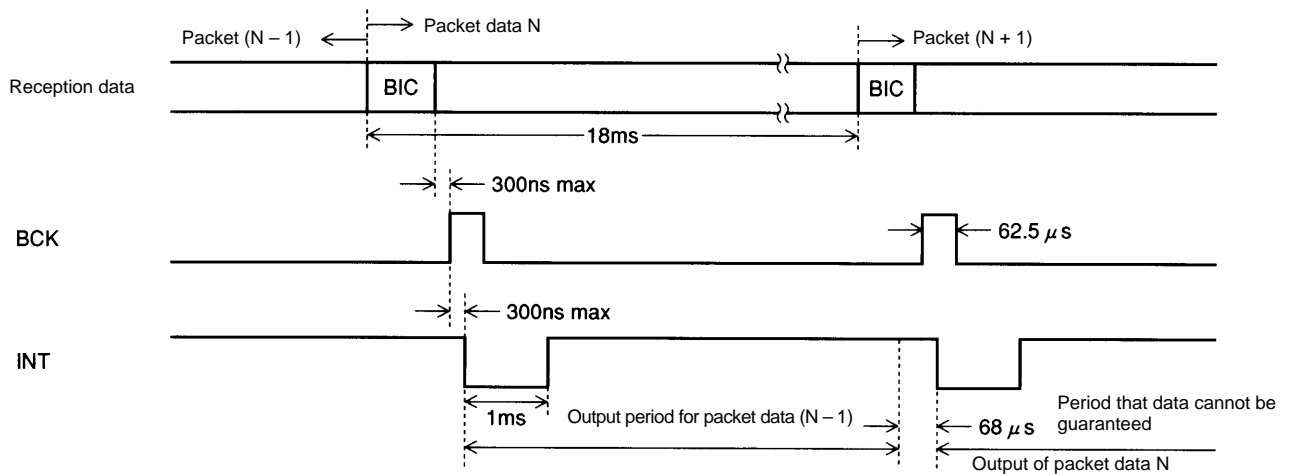 Packet data N
Packet (N – 1)
Packet (N + 1)
Reception data
BIC
BIC
18ms
300ns max
BCK
62.5 μs
300ns max
INT
1ms
Output period for packet data (N – 1)
68 μs
Period that data cannot be
guaranteed
Output of packet data N